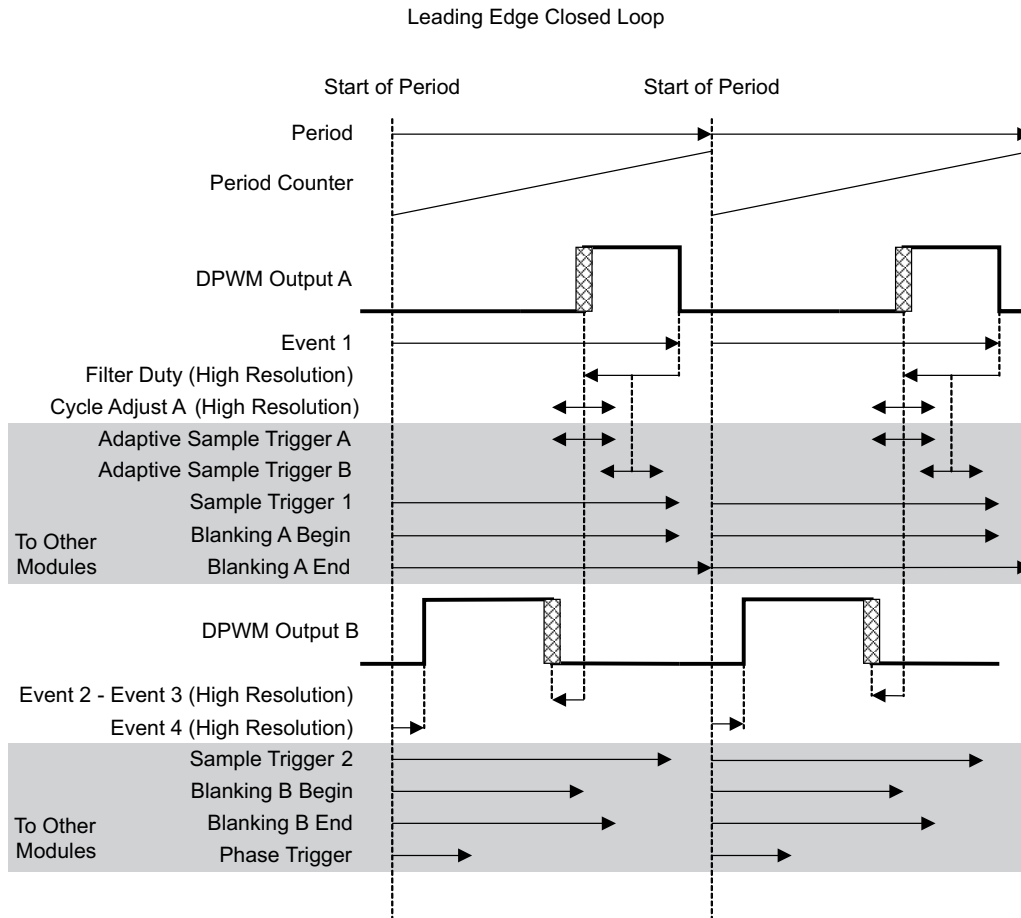 Leading Edge Closed Loop
Start of Period
Start of Period
Period
Period Counter
DPWM Output A
Event 1
Filter Duty (High Resolution)
Cycle Adjust A (High Resolution)
Adaptive Sample Trigger A
Adaptive Sample Trigger B
Sample Trigger 1
Blanking A Begin
Blanking A End
To Other
Modules
DPWM Output B
Event 2 - Event 3 (High Resolution)
Event 4 (High Resolution)
Sample Trigger 2
Blanking B Begin
Blanking B End
Phase Trigger
To Other
Modules